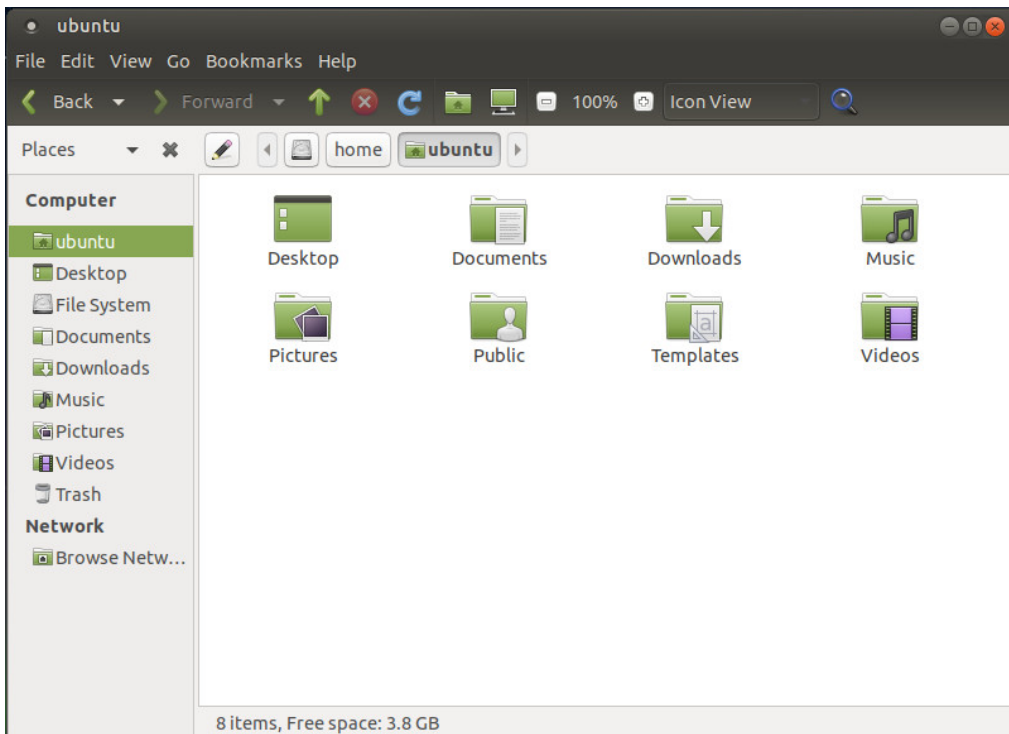 ubuntu
File Edit View Go Bookmarks Help
Back Forward 100% Icon View
Places home ubuntu
Computer
ubuntu
Desktop
File System
Documents
Downloads
Music
Pictures
Videos
Trash
Network
Browse Netw...
Desktop Documents Downloads Music
Pictures Public Templates Videos
8 items, Free space: 3.8 GB